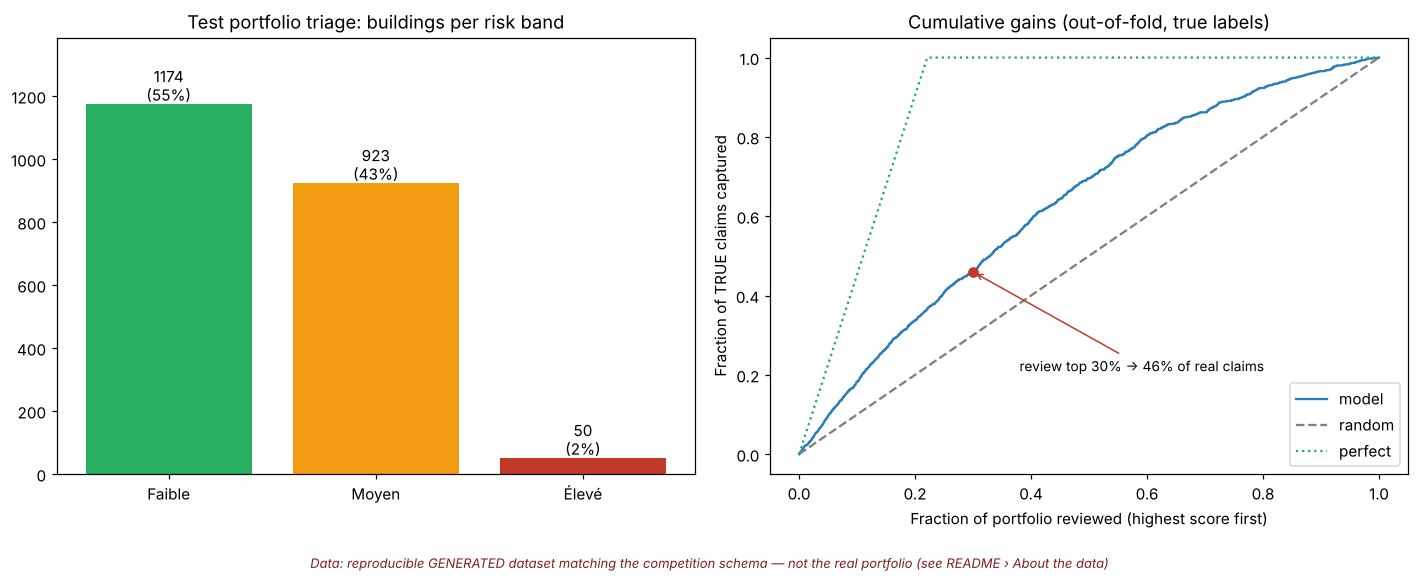 Test portfolio triage: buildings per risk band
1174
(55%)
923
(43%)
50
(2%)
1200
1000
800
600
400
200
0
Faible
Moyen
Élevé
Cumulative gains (out-of-fold, true labels)
Fraction of TRUE claims captured
1.0
0.8
0.6
0.4
0.2
0.0
review top 30% → 46% of real claims
model
random
perfect
0.0
0.2
0.4
0.6
0.8
1.0
Fraction of portfolio reviewed (highest score first)
Data: reproducible GENERATED dataset matching the competition schema — not the real portfolio (see README › About the data)